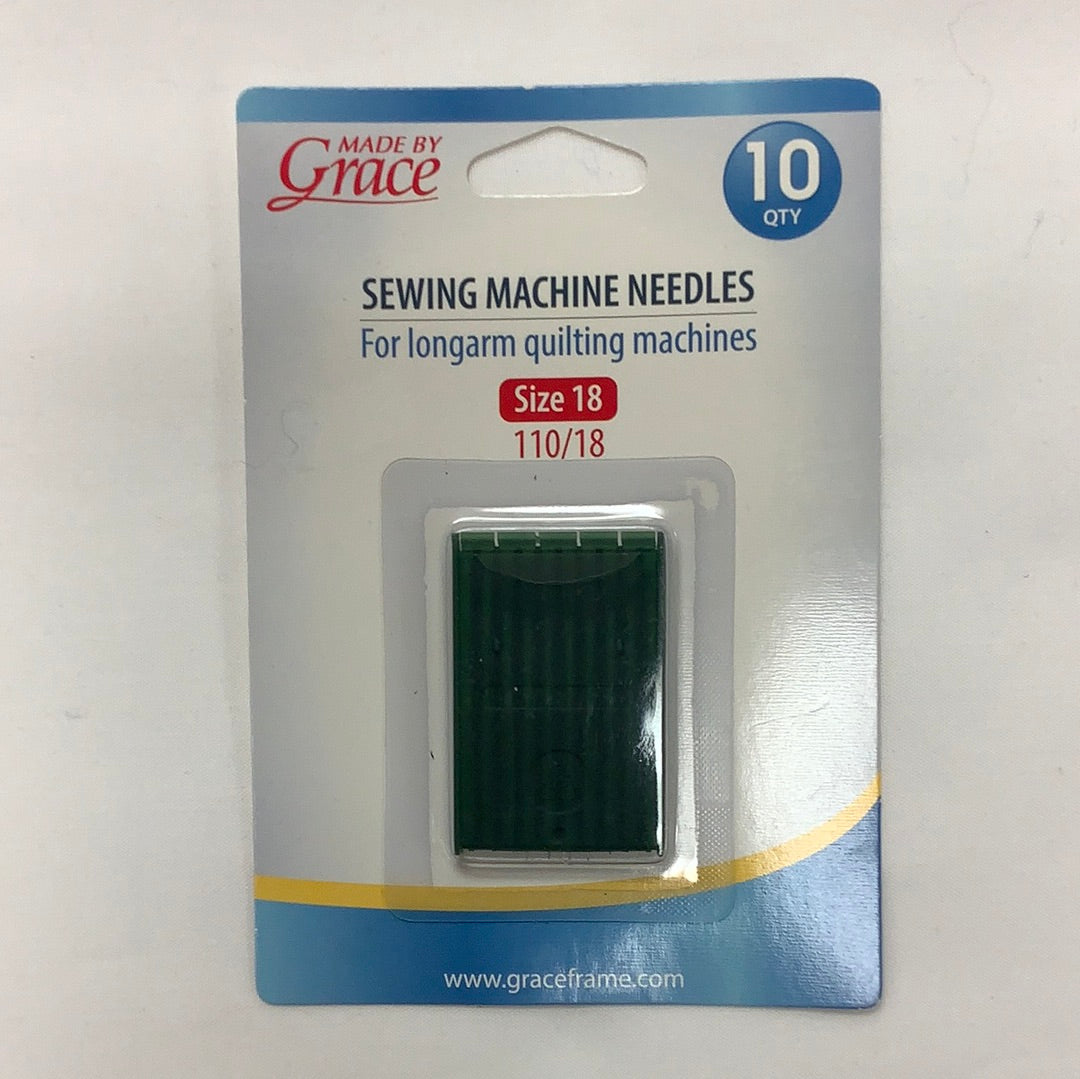 MADE BY
Grace
10
QTY
SEWING MACHINE NEEDLES
For longarm quilting machines
Size 18
110/18
www.graceframe.com